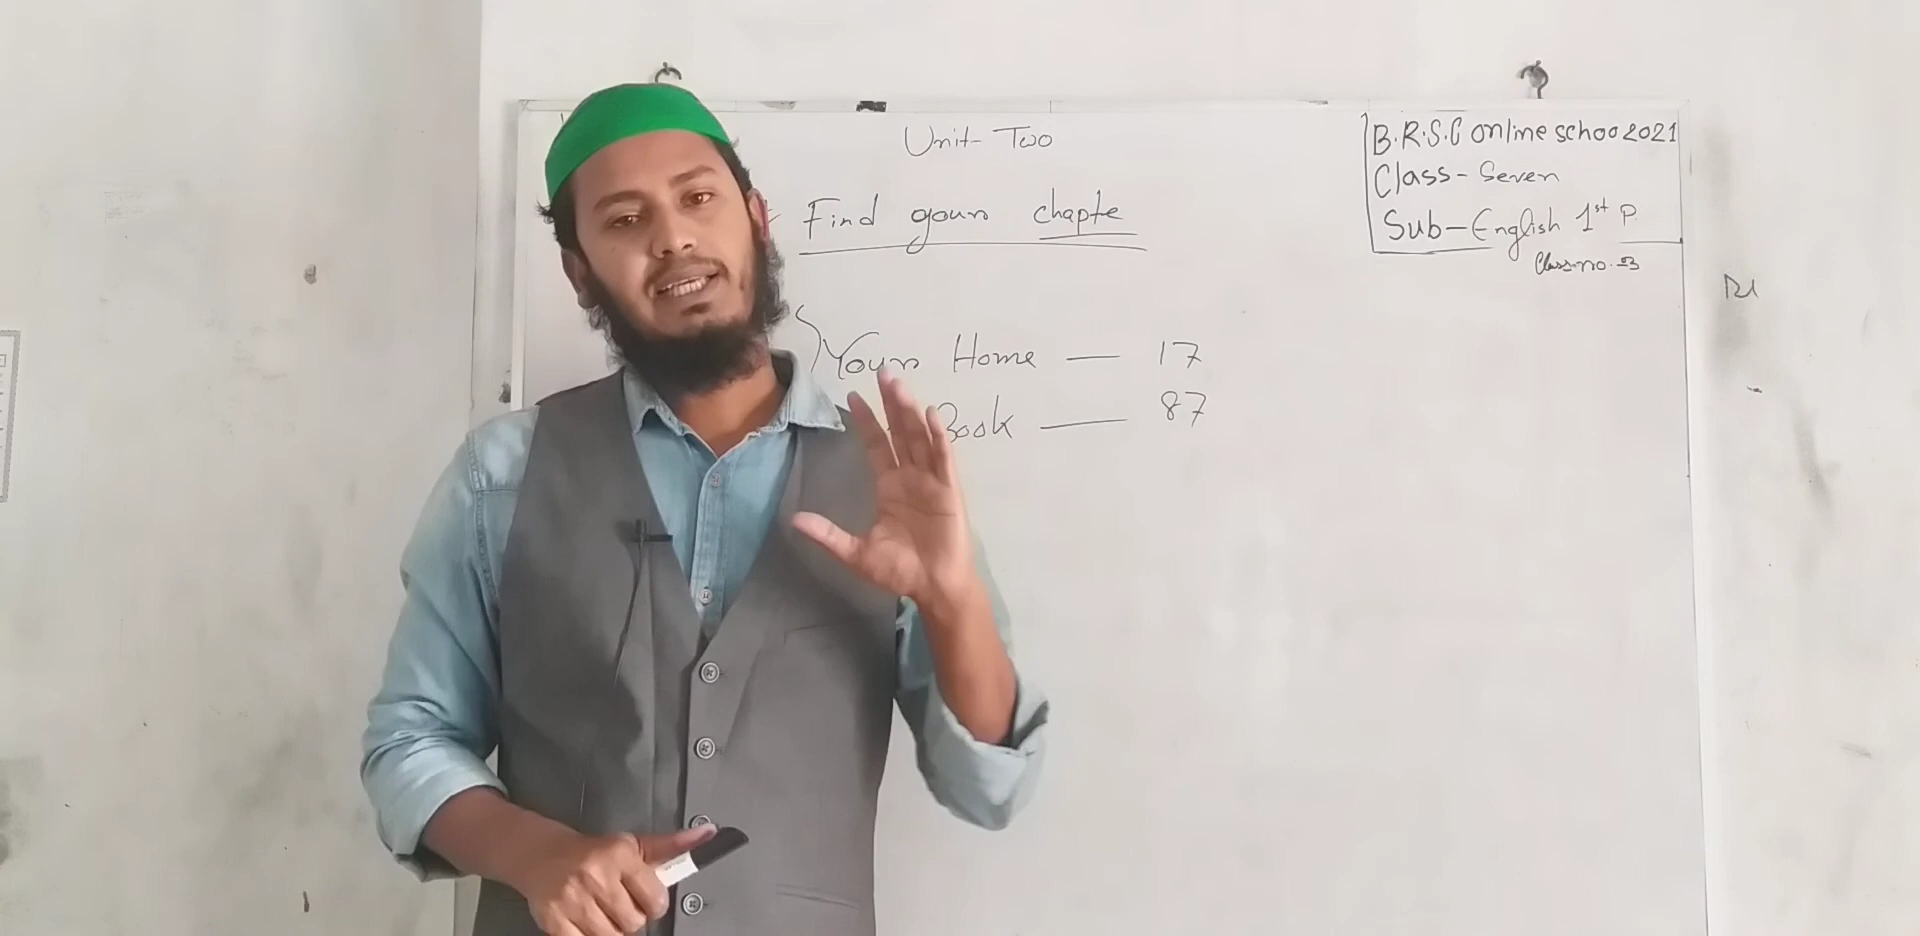 Unit- Two
Find your chapte
Your Home — 17
Book — 87
B.R.S.C online schoo 2021
Class - Seven
Sub - English 1st P
Class no. 03